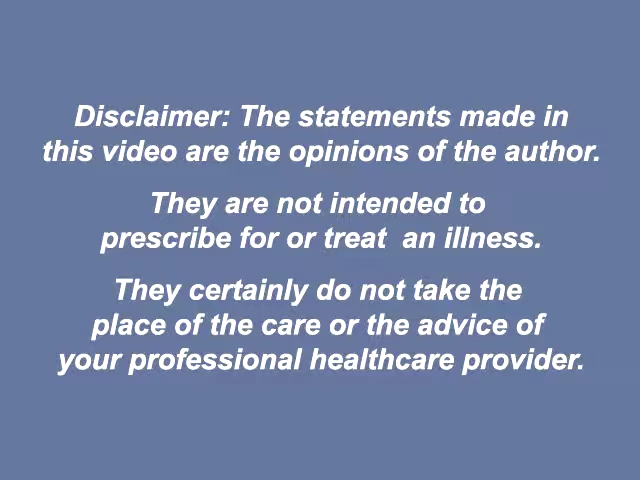 Disclaimer: The statements made in
this video are the opinions of the author.
They are not intended to
prescribe for or treat  an illness.
They certainly do not take the
place of the care or the advice of
your professional healthcare provider.